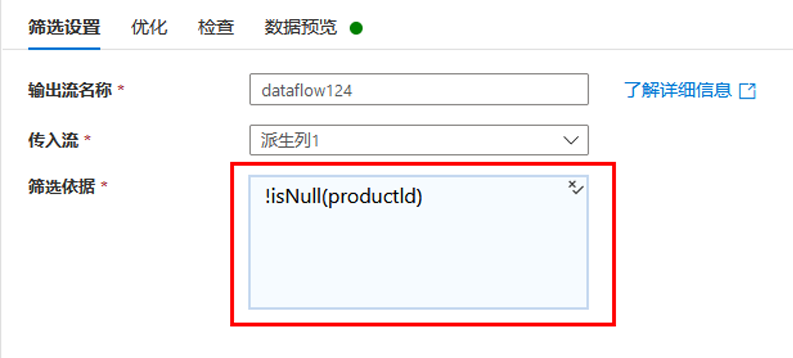 筛选设置 优化 检查 数据预览
输出流名称 * dataflow124 了解详细信息
传入流 * 派生列1
筛选依据 * !isNull(productId)